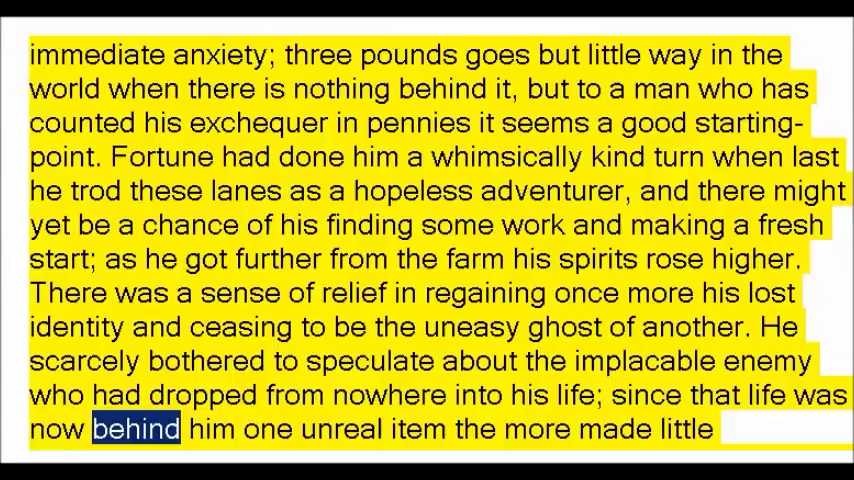 immediate anxiety; three pounds goes but little way in the
world when there is nothing behind it, but to a man who has
counted his exchequer in pennies it seems a good starting-
point. Fortune had done him a whimsically kind turn when last
he trod these lanes as a hopeless adventurer, and there might
yet be a chance of his finding some work and making a fresh
start; as he got further from the farm his spirits rose higher.
There was a sense of relief in regaining once more his lost
identity and ceasing to be the uneasy ghost of another. He
scarcely bothered to speculate about the implacable enemy
who had dropped from nowhere into his life; since that life was
now behind him one unreal item the more made little